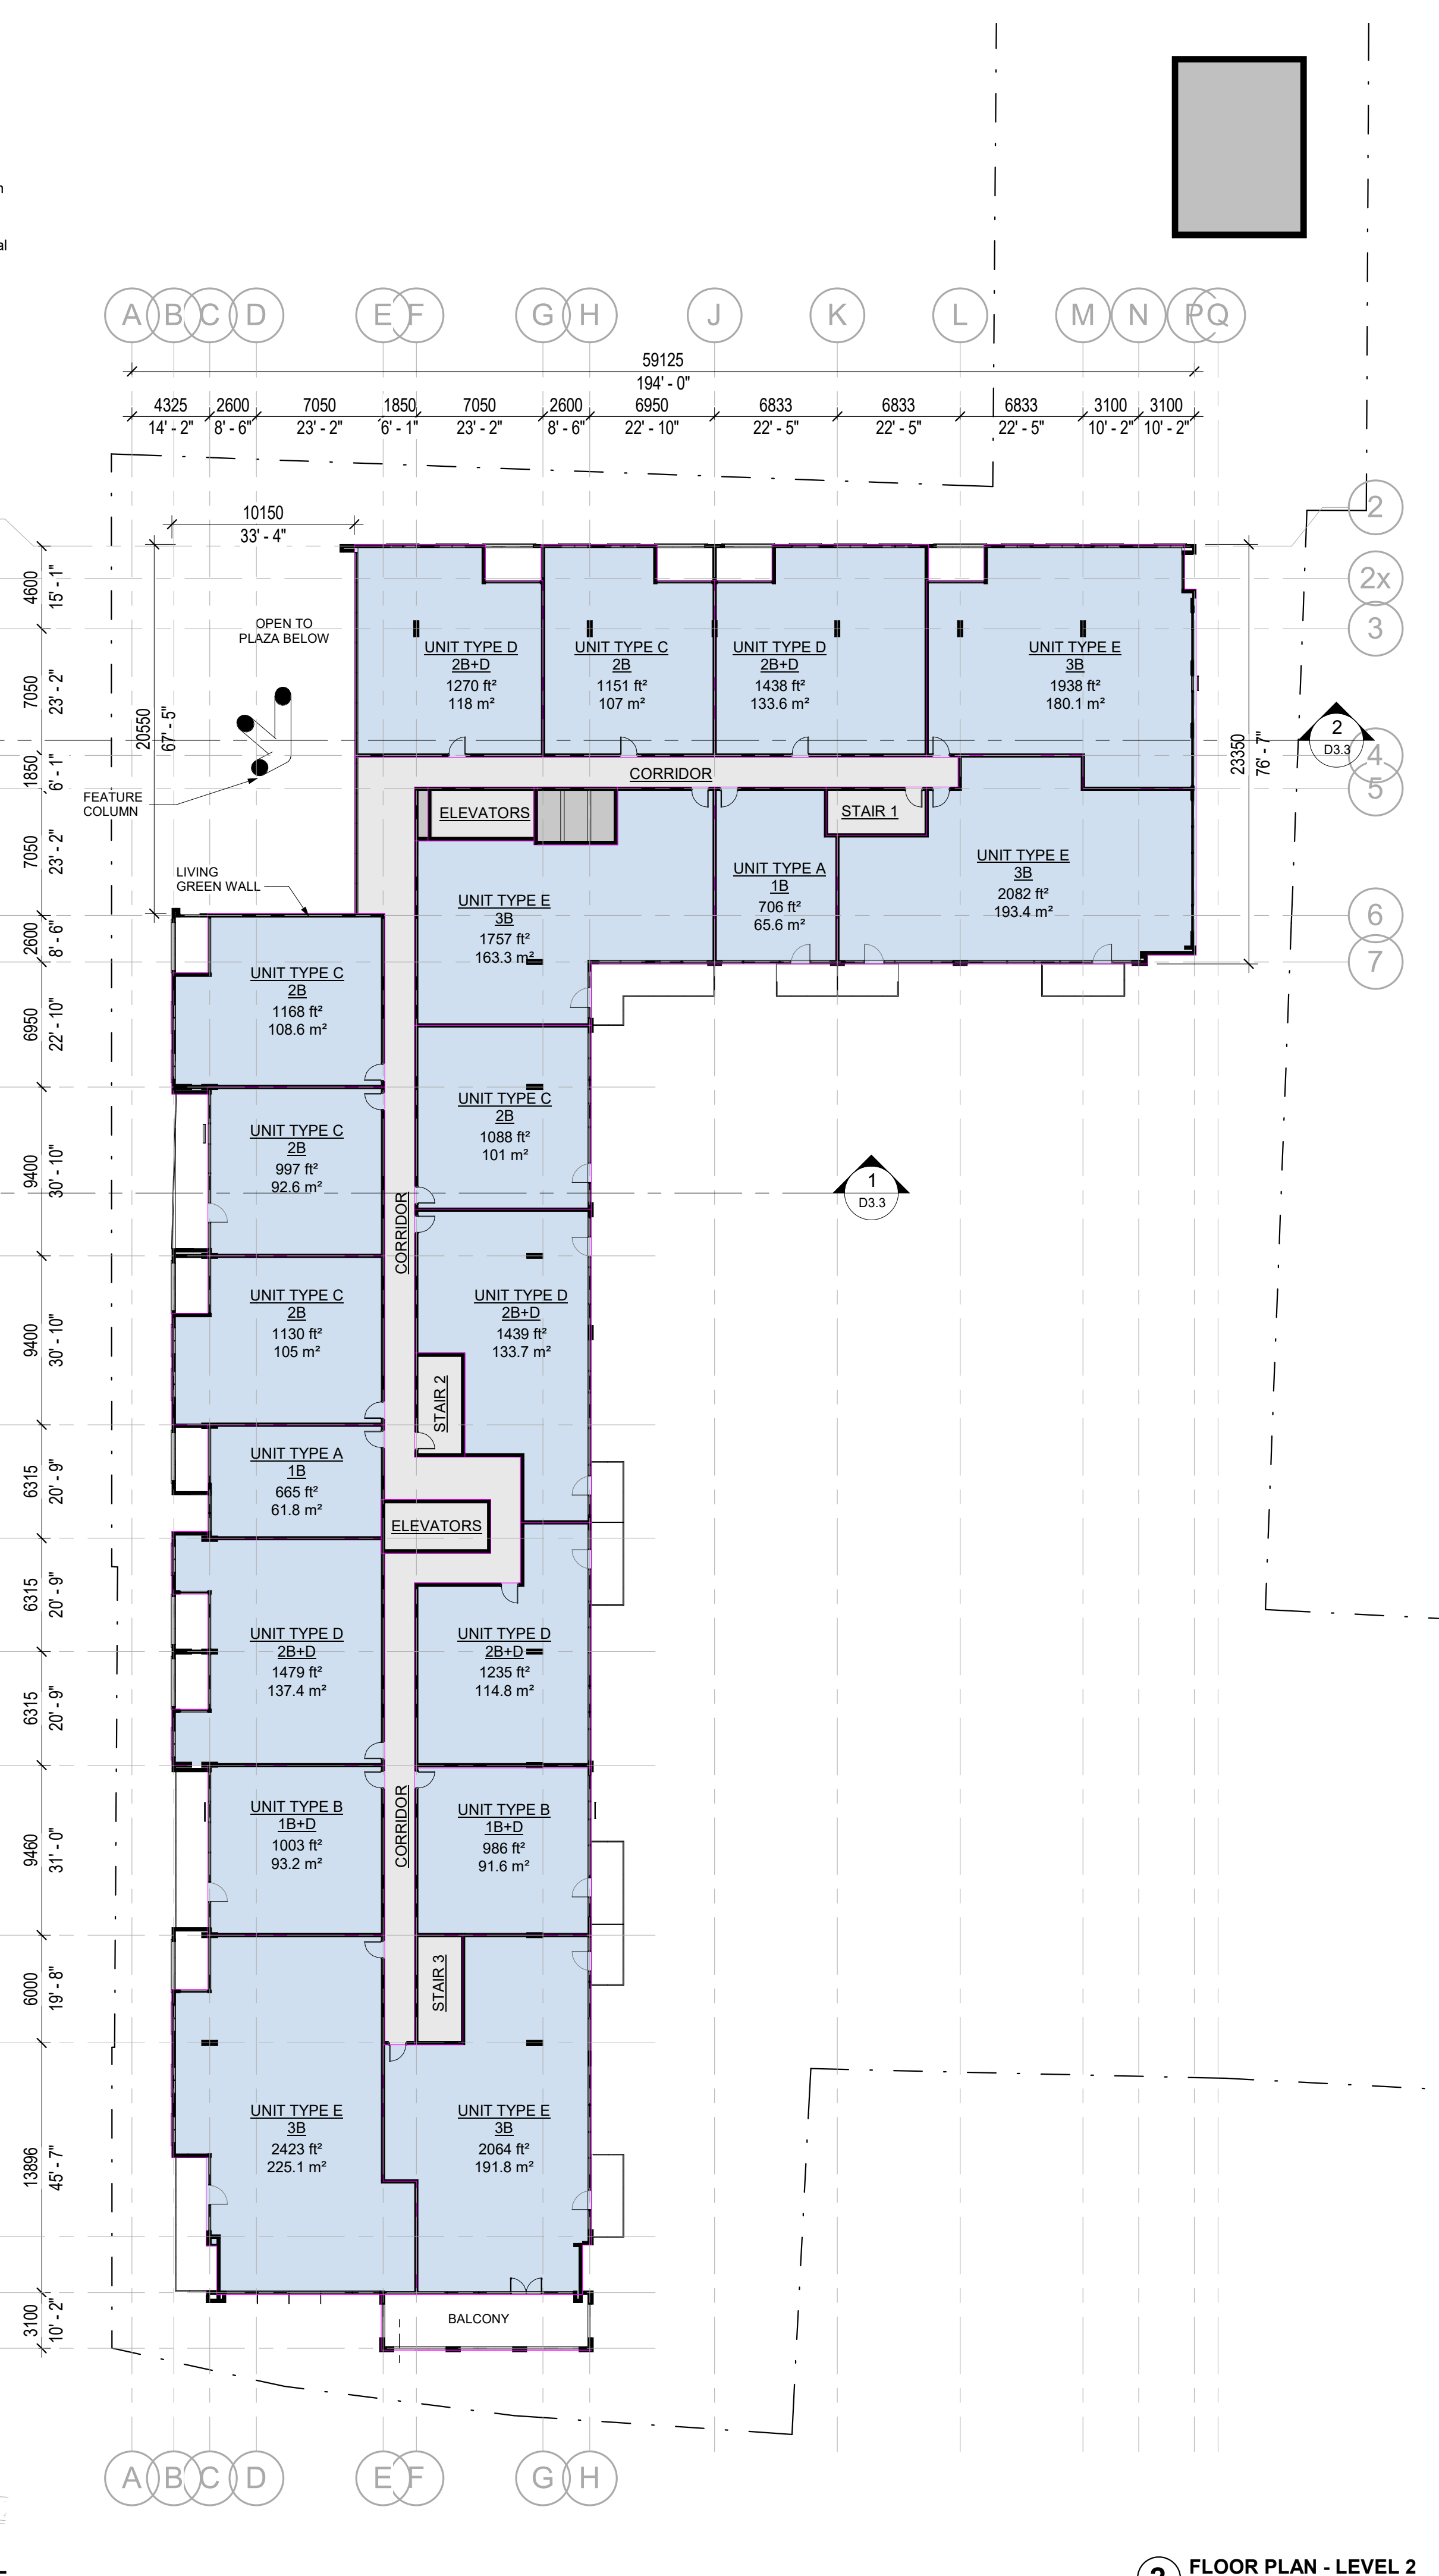 al
A
B
C
D
E
F
G
H
J
K
L
M
N
P
Q
59125
194' - 0"
4325
2600
7050
1850
7050
2600
6950
6833
6833
6833
3100
3100
14' - 2"
8' - 6"
23' - 2"
6' - 1"
23' - 2"
8' - 6"
22' - 10"
22' - 5"
22' - 5"
22' - 5"
10' - 2"
10' - 2"
2
2x
3
4
5
6
7
10150
33' - 4"
20550
67' - 5"
23350
76' - 7"
4600
15' - 1"
7050
23' - 2"
1850
6' - 1"
7050
23' - 2"
2600
8' - 6"
6950
22' - 10"
9400
30' - 10"
9400
30' - 10"
6315
20' - 9"
6315
20' - 9"
6315
20' - 9"
9460
31' - 0"
6000
19' - 8"
13896
45' - 7"
3100
10' - 2"
OPEN TO
PLAZA BELOW
FEATURE
COLUMN
LIVING
GREEN WALL
UNIT TYPE D
2B+D
1270 ft²
118 m²
UNIT TYPE C
2B
1151 ft²
107 m²
UNIT TYPE D
2B+D
1438 ft²
133.6 m²
UNIT TYPE E
3B
1938 ft²
180.1 m²
2
D3.3
CORRIDOR
ELEVATORS
STAIR 1
UNIT TYPE E
3B
1757 ft²
163.3 m²
UNIT TYPE A
1B
706 ft²
65.6 m²
UNIT TYPE E
3B
2082 ft²
193.4 m²
UNIT TYPE C
2B
1168 ft²
108.6 m²
UNIT TYPE C
2B
1088 ft²
101 m²
UNIT TYPE C
2B
997 ft²
92.6 m²
CORRIDOR
1
D3.3
UNIT TYPE C
2B
1130 ft²
105 m²
UNIT TYPE D
2B+D
1439 ft²
133.7 m²
STAIR 2
UNIT TYPE A
1B
665 ft²
61.8 m²
ELEVATORS
UNIT TYPE D
2B+D
1479 ft²
137.4 m²
UNIT TYPE D
2B+D
1235 ft²
114.8 m²
UNIT TYPE B
1B+D
1003 ft²
93.2 m²
CORRIDOR
UNIT TYPE B
1B+D
986 ft²
91.6 m²
STAIR 3
UNIT TYPE E
3B
2423 ft²
225.1 m²
UNIT TYPE E
3B
2064 ft²
191.8 m²
BALCONY
A
B
C
D
E
F
G
H
FLOOR PLAN - LEVEL 2